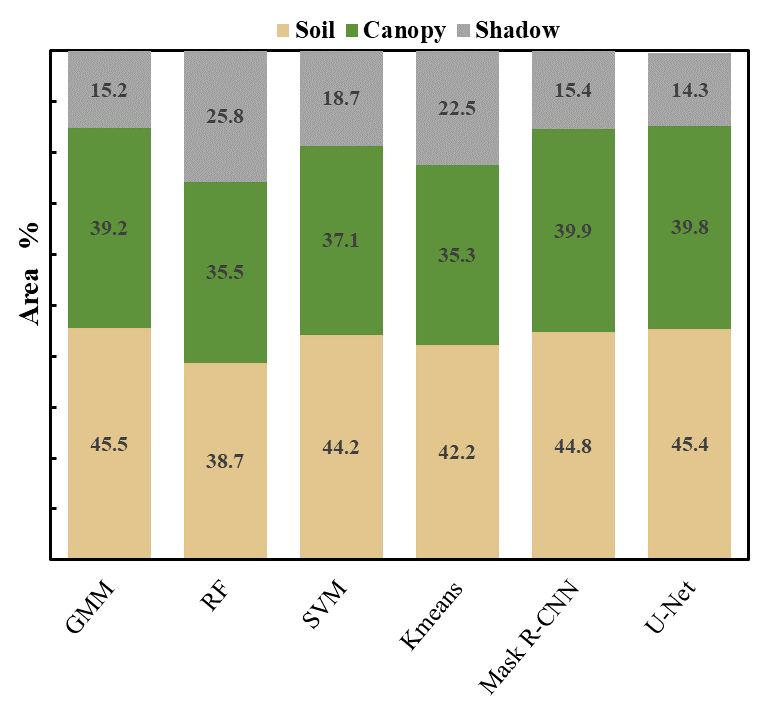 Soil Canopy Shadow
Area %
15.2 25.8 18.7 22.5 15.4 14.3
39.2 35.5 37.1 35.3 39.9 39.8
45.5 38.7 44.2 42.2 44.8 45.4
GMM RF SVM Kmeans Mask R-CNN U-Net